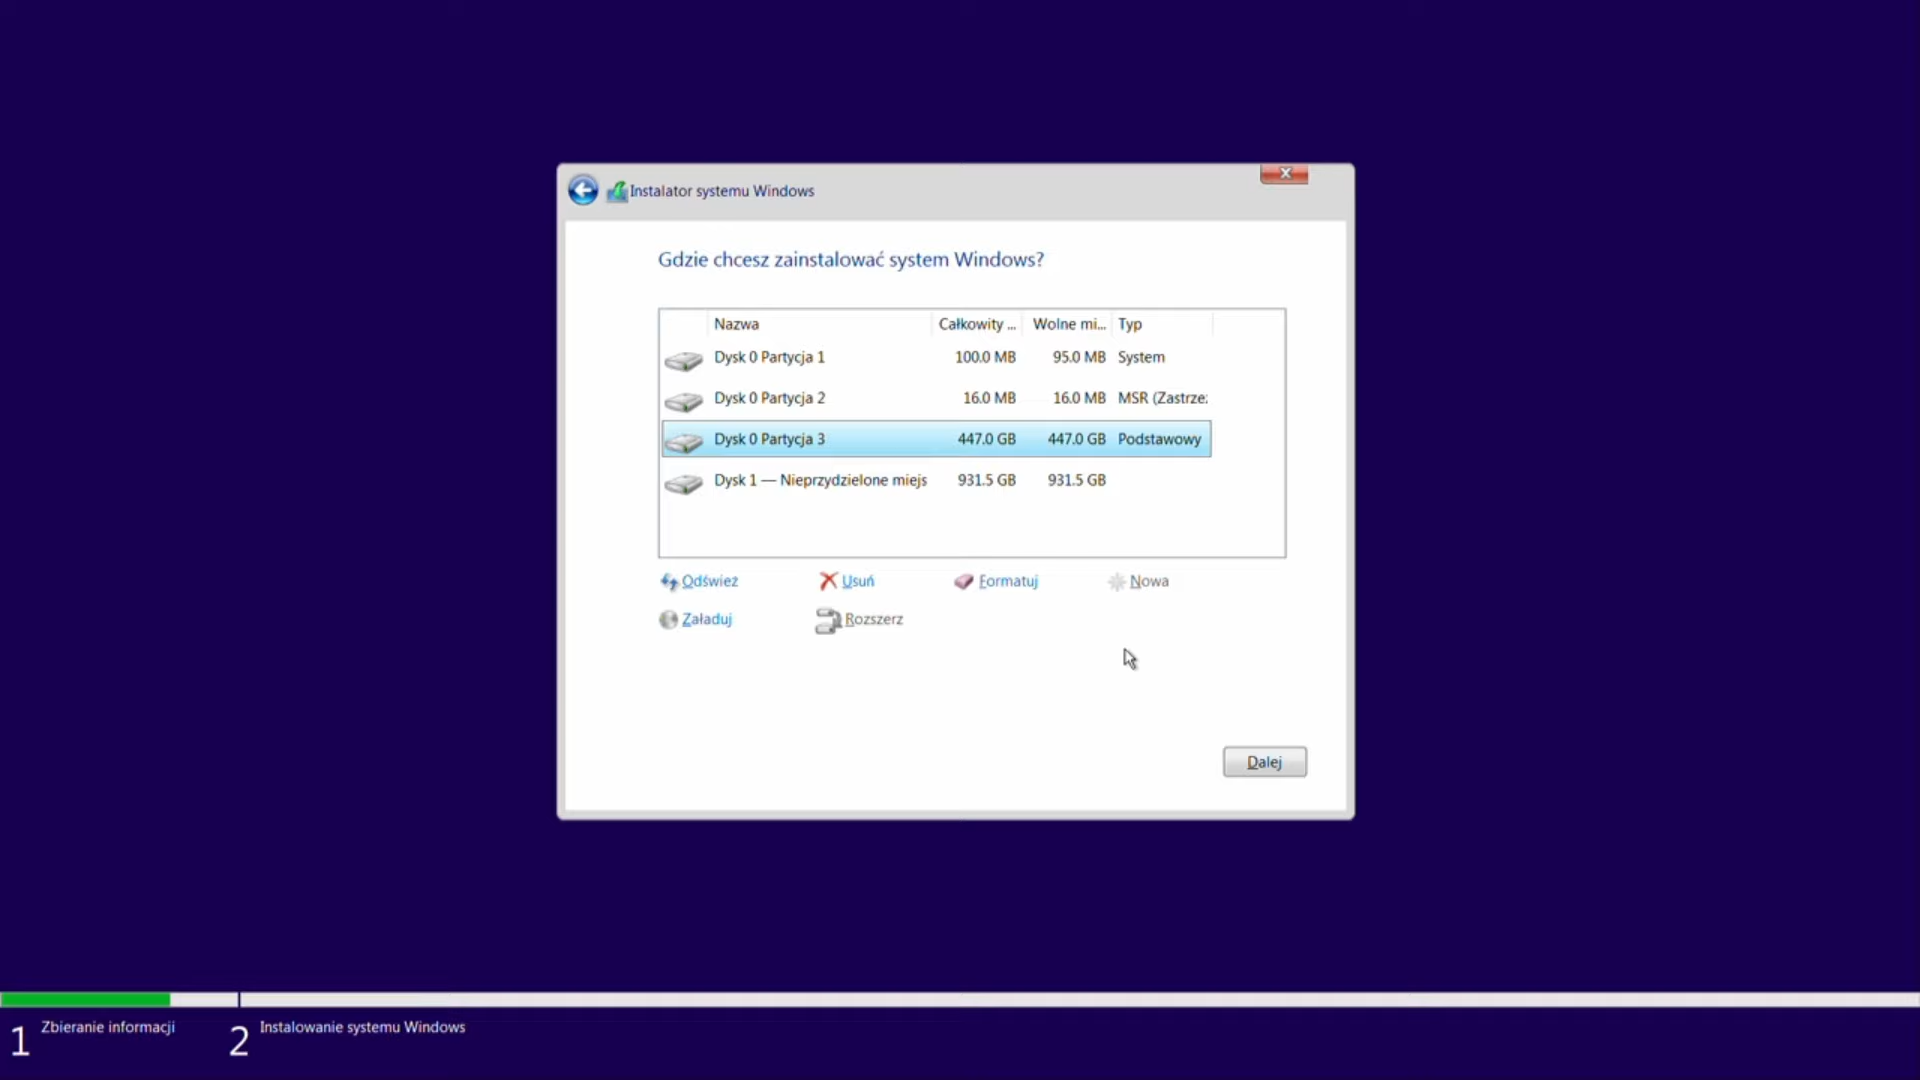 Instalator systemu Windows
Gdzie chcesz zainstalować system Windows?
Nazwa Całkowity ... Wolne mi... Typ
Dysk 0 Partycja 1 100.0 MB 95.0 MB System
Dysk 0 Partycja 2 16.0 MB 16.0 MB MSR (Zastrze:
Dysk 0 Partycja 3 447.0 GB 447.0 GB Podstawowy
Dysk 1 — Nieprzydzielone miejs 931.5 GB 931.5 GB
Odśwież Usuń Formatuj Nowa
Załaduj Rozszerz
Dalej
1 Zbieranie informacji 2 Instalowanie systemu Windows